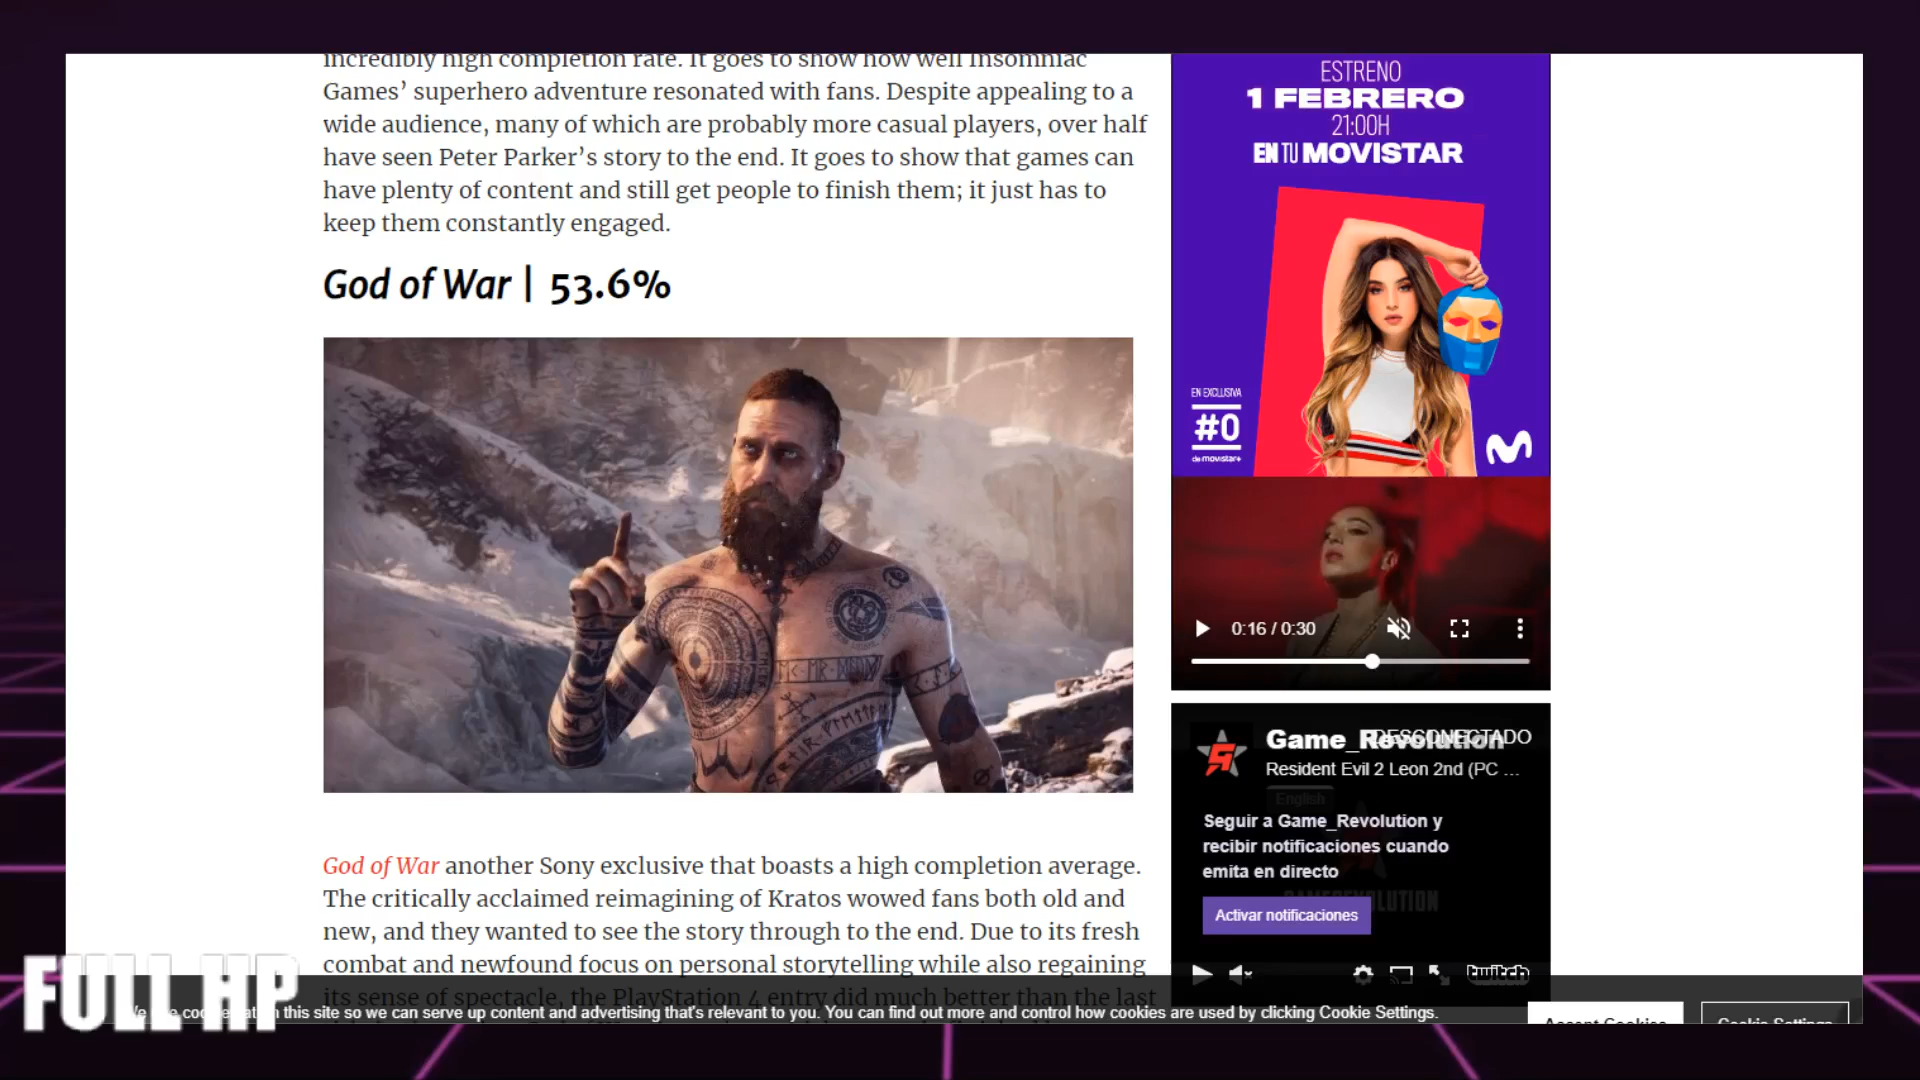 incredibly high completion rate. It goes to show how well Insomniac
Games’ superhero adventure resonated with fans. Despite appealing to a
wide audience, many of which are probably more casual players, over half
have seen Peter Parker’s story to the end. It goes to show that games can
have plenty of content and still get people to finish them; it just has to
keep them constantly engaged.
God of War | 53.6%
God of War another Sony exclusive that boasts a high completion average.
The critically acclaimed reimagining of Kratos wowed fans both old and
new, and they wanted to see the story through to the end. Due to its fresh
combat and newfound focus on personal storytelling while also regaining
its sense of spectacle, the PlayStation 4 entry did much better than the last
ESTRENO
1 FEBRERO
21:00H
EN TU MOVISTAR
EN EXCLUSIVA
#0
de movistar+
0:16 / 0:30
Game_Revolution
DESCONECTADO
Resident Evil 2 Leon 2nd (PC ...
English
Seguir a Game_Revolution y
recibir notificaciones cuando
emita en directo
Activar notificaciones
twitch
FULL HP
this site so we can serve up content and advertising that's relevant to you. You can find out more and control how cookies are used by clicking Cookie Settings.
Accept Cookies
Cookie Settings